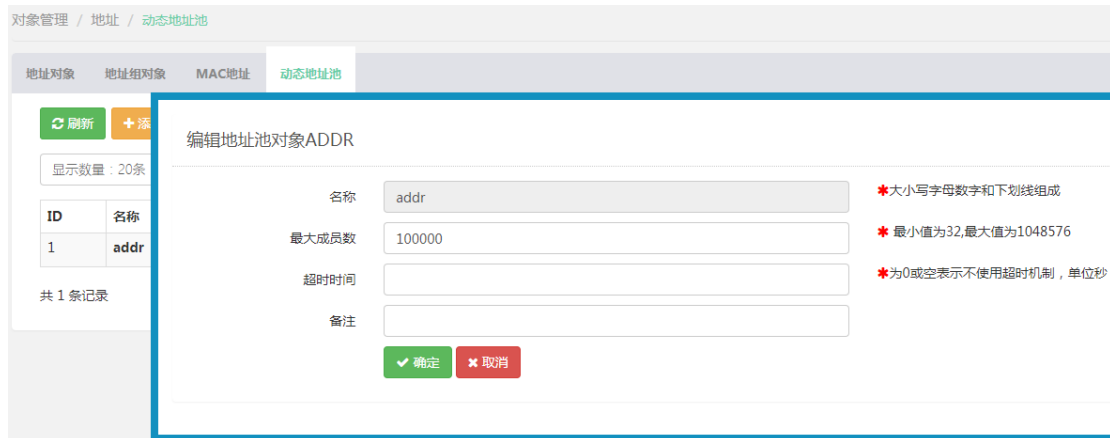 对象管理 / 地址 / 动态地址池
地址对象 地址组对象 MAC地址 动态地址池
刷新 添
显示数量：20条
ID 名称
1 addr
共 1 条记录
编辑地址池对象ADDR
名称 addr *大小写字母数字和下划线组成
最大成员数 100000 * 最小值为32,最大值为1048576
超时时间 *为0或空表示不使用超时机制，单位秒
备注
确定 取消